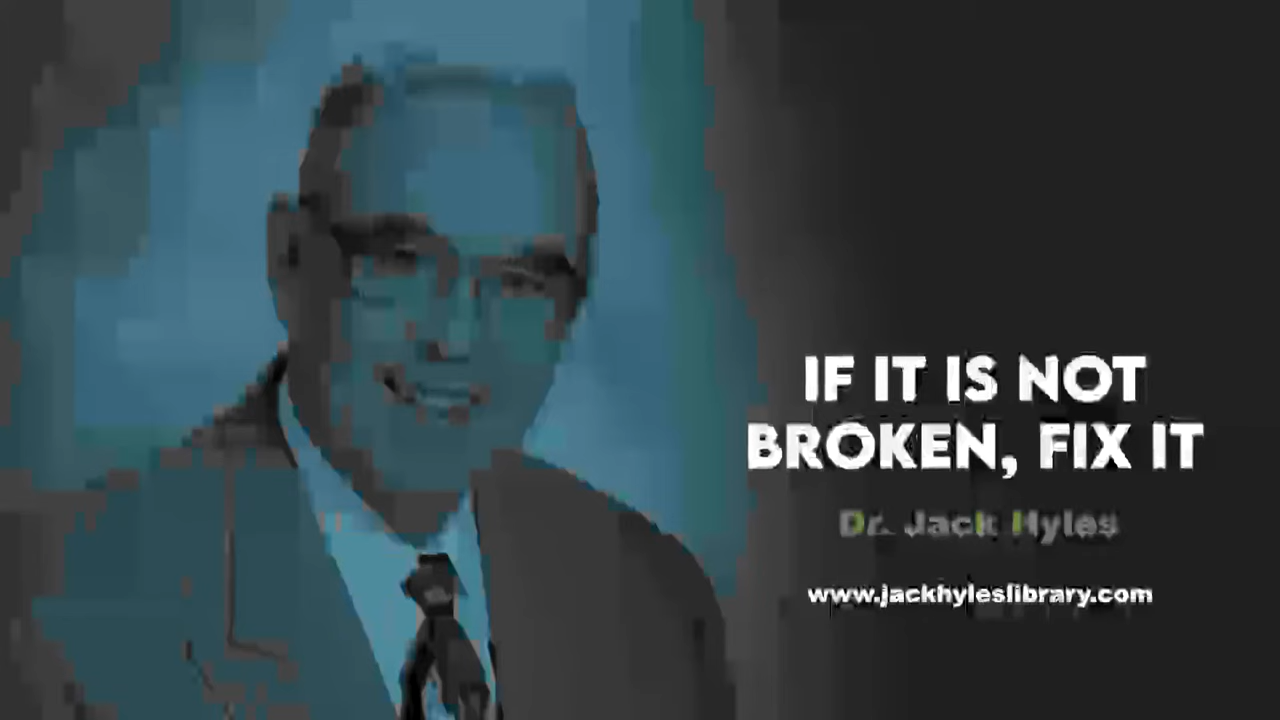 IF IT IS NOT
BROKEN, FIX IT
Dr. Jack Hyles
www.jackhyleslibrary.com